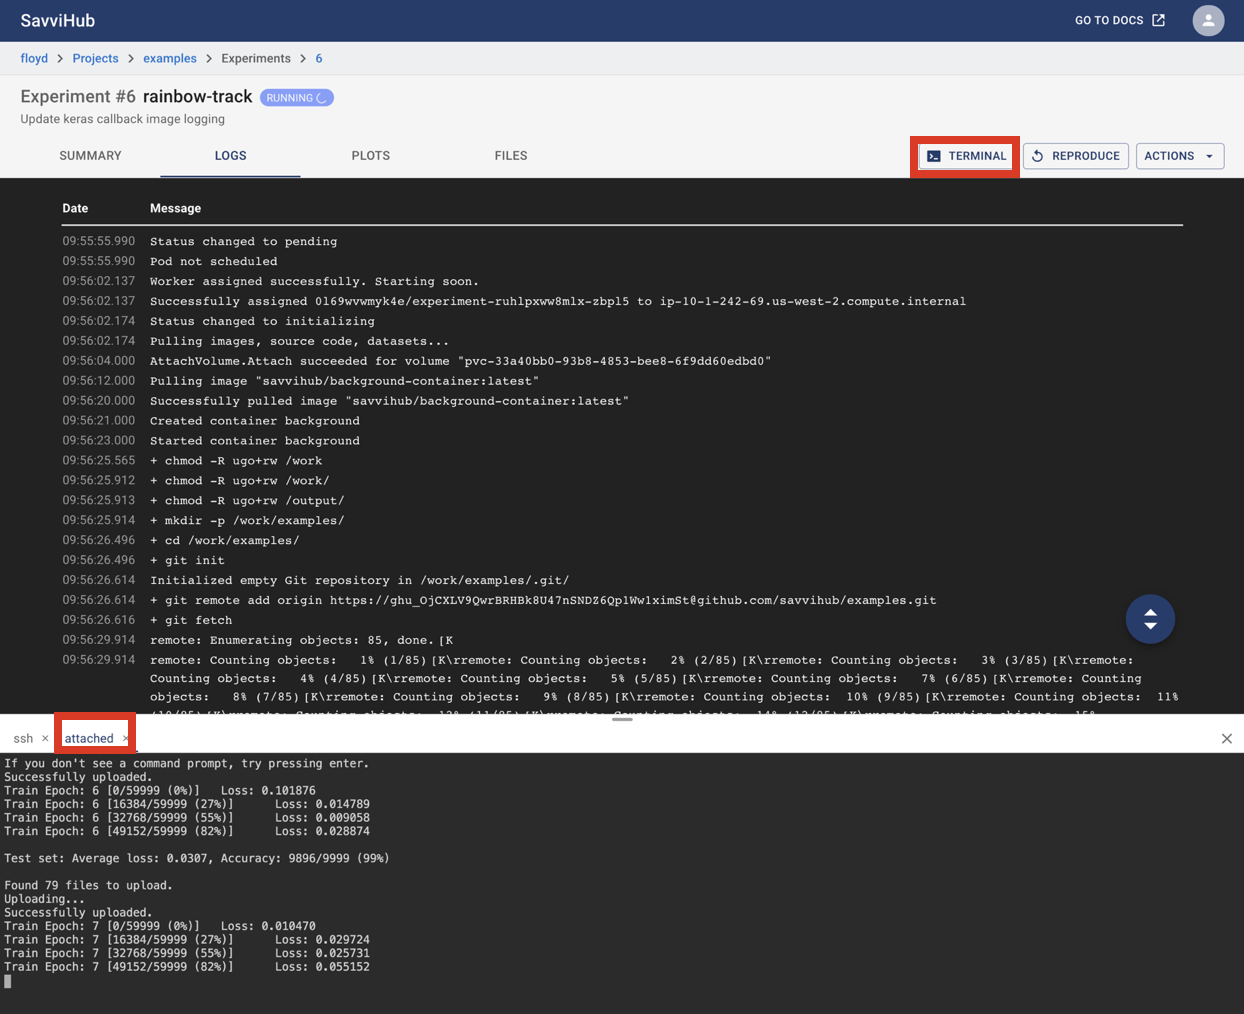 SavviHub
GO TO DOCS
floyd > Projects > examples > Experiments > 6
Experiment #6 rainbow-track RUNNING
Update keras callback image logging
SUMMARY LOGS PLOTS FILES TERMINAL REPRODUCE ACTIONS
Date Message
09:55:55.990 Status changed to pending
09:55:55.990 Pod not scheduled
09:56:02.137 Worker assigned successfully. Starting soon.
09:56:02.137 Successfully assigned 0l69wvwmyk4e/experiment-ruhlpxww8mlx-zbpl5 to ip-10-1-242-69.us-west-2.compute.internal
09:56:02.174 Status changed to initializing
09:56:02.174 Pulling images, source code, datasets...
09:56:04.000 AttachVolume.Attach succeeded for volume "pvc-33a40bb0-93b8-4853-bee8-6f9dd60edbd0"
09:56:12.000 Pulling image "savvihub/background-container:latest"
09:56:20.000 Successfully pulled image "savvihub/background-container:latest"
09:56:21.000 Created container background
09:56:23.000 Started container background
09:56:25.565 + chmod -R ugo+rw /work
09:56:25.912 + chmod -R ugo+rw /work/
09:56:25.913 + chmod -R ugo+rw /output/
09:56:25.914 + mkdir -p /work/examples/
09:56:26.496 + cd /work/examples/
09:56:26.496 + git init
09:56:26.614 Initialized empty Git repository in /work/examples/.git/
09:56:26.614 + git remote add origin https://ghu_OjCXLV9QwrBRHBk8U47nSNDZ6Qp1Ww1ximSt@github.com/savvihub/examples.git
09:56:26.616 + git fetch
09:56:29.914 remote: Enumerating objects: 85, done.[K
09:56:29.914 remote: Counting objects: 1% (1/85)[K\rremote: Counting objects: 2% (2/85)[K\rremote: Counting objects: 3% (3/85)[K\rremote:
Counting objects: 4% (4/85)[K\rremote: Counting objects: 5% (5/85)[K\rremote: Counting objects: 7% (6/85)[K\rremote: Counting
objects: 8% (7/85)[K\rremote: Counting objects: 9% (8/85)[K\rremote: Counting objects: 10% (9/85)[K\rremote: Counting objects: 11%
(10/85)[K\rremote: Counting objects: 12% (11/85)[K\rremote: Counting objects: 14% (12/85)[K\rremote: Counting objects: 15%
ssh × attached ×
If you don't see a command prompt, try pressing enter.
Successfully uploaded.
Train Epoch: 6 [0/59999 (0%)] Loss: 0.101876
Train Epoch: 6 [16384/59999 (27%)] Loss: 0.014789
Train Epoch: 6 [32768/59999 (55%)] Loss: 0.009058
Train Epoch: 6 [49152/59999 (82%)] Loss: 0.028874
Test set: Average loss: 0.0307, Accuracy: 9896/9999 (99%)
Found 79 files to upload.
Uploading...
Successfully uploaded.
Train Epoch: 7 [0/59999 (0%)] Loss: 0.010470
Train Epoch: 7 [16384/59999 (27%)] Loss: 0.029724
Train Epoch: 7 [32768/59999 (55%)] Loss: 0.025731
Train Epoch: 7 [49152/59999 (82%)] Loss: 0.055152